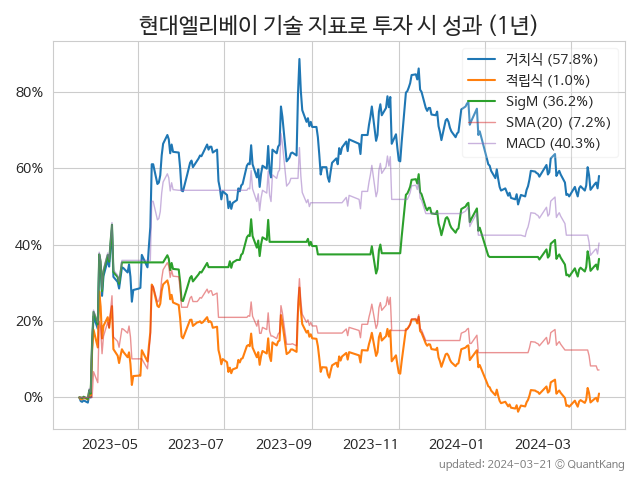 현대엘리베이 기술 지표로 투자 시 성과 (1년)
거치식 (57.8%)
적립식 (1.0%)
SigM (36.2%)
SMA(20) (7.2%)
MACD (40.3%)
80%
60%
40%
20%
0%
2023-05 2023-07 2023-09 2023-11 2024-01 2024-03
updated: 2024-03-21 © QuantKang